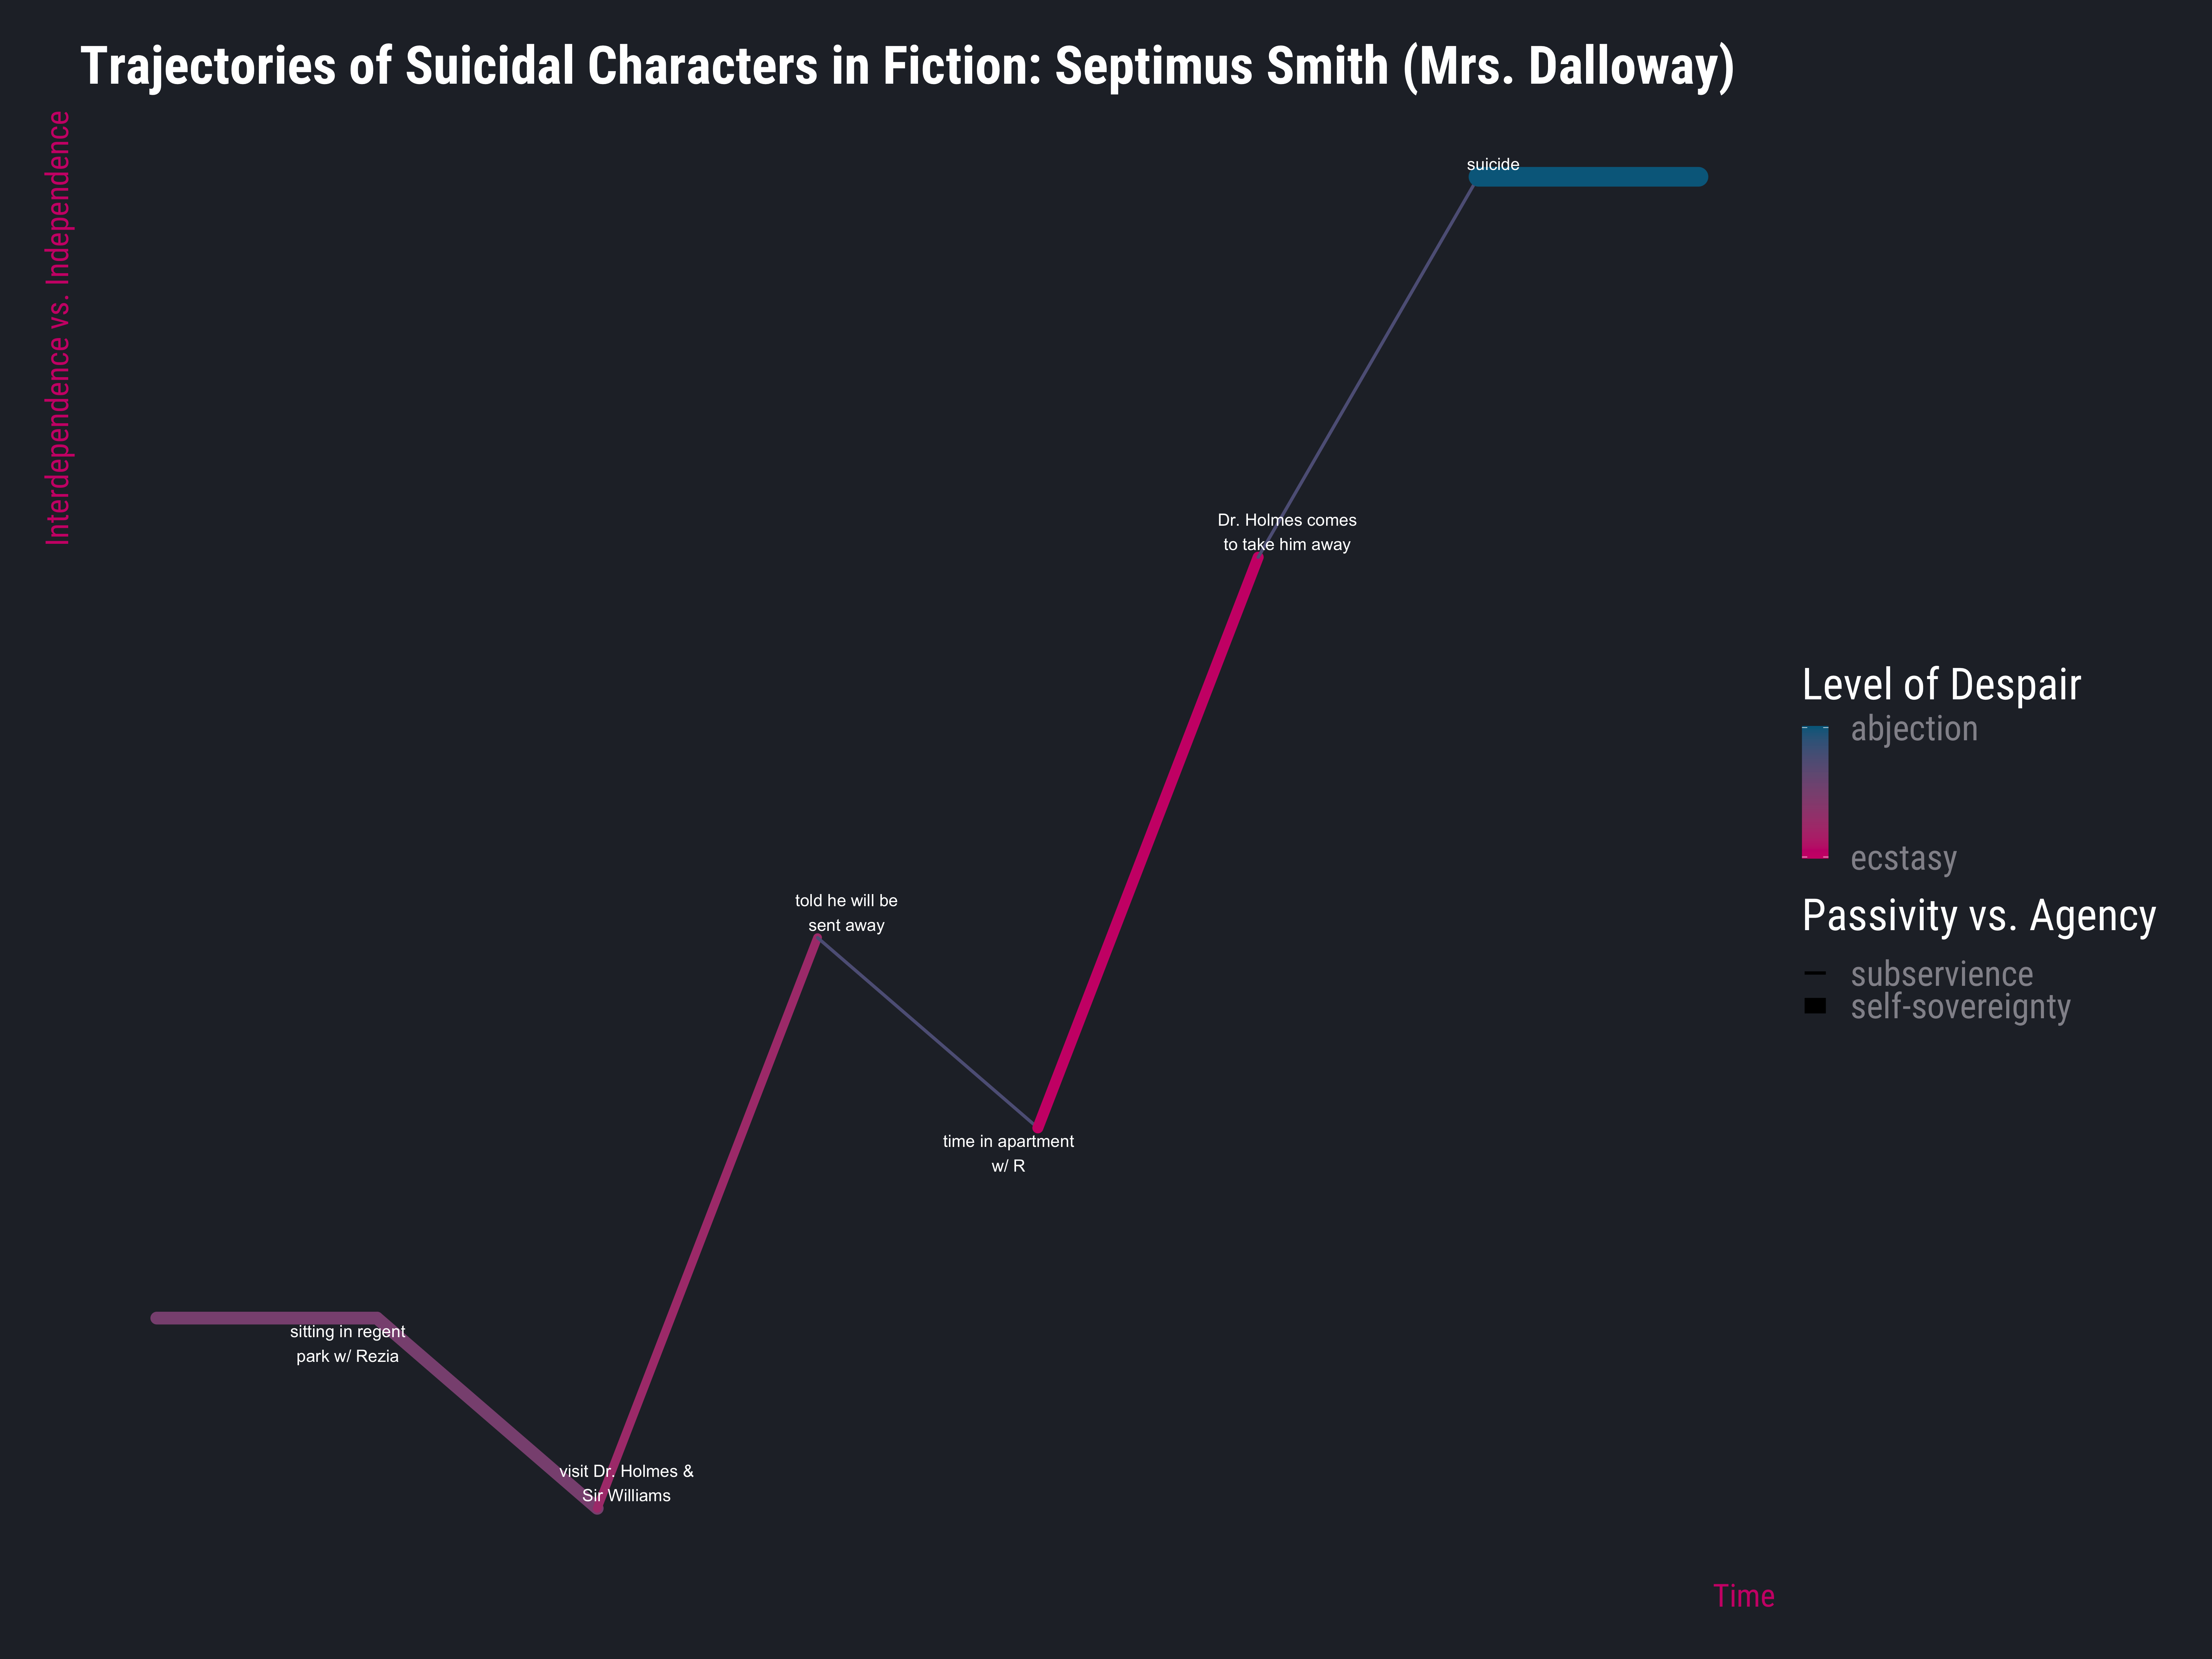 Trajectories of Suicidal Characters in Fiction: Septimus Smith (Mrs. Dalloway)
Interdependence vs. Independence
suicide
Dr. Holmes comes
to take him away
told he will be
sent away
time in apartment
w/ R
sitting in regent
park w/ Rezia
visit Dr. Holmes &
Sir Williams
Time
Level of Despair
abjection
ecstasy
Passivity vs. Agency
subservience
self-sovereignty